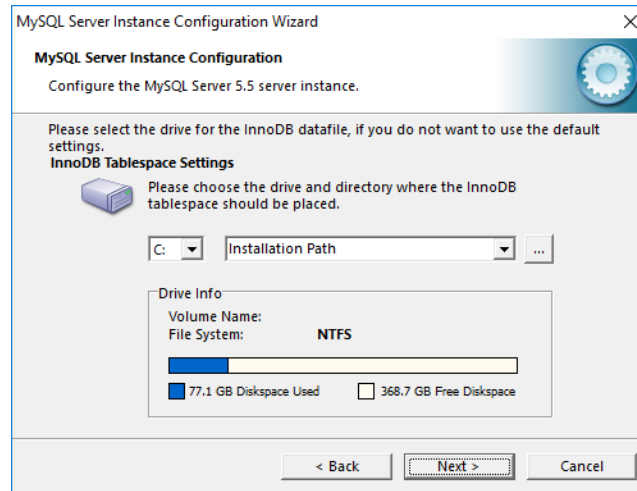 MySQL Server Instance Configuration Wizard
MySQL Server Instance Configuration
Configure the MySQL Server 5.5 server instance.
Please select the drive for the InnoDB datafile, if you do not want to use the default
settings.
InnoDB Tablespace Settings
Please choose the drive and directory where the InnoDB
tablespace should be placed.
C: Installation Path ...
Drive Info
Volume Name:
File System: NTFS
77.1 GB Diskspace Used 368.7 GB Free Diskspace
< Back Next > Cancel